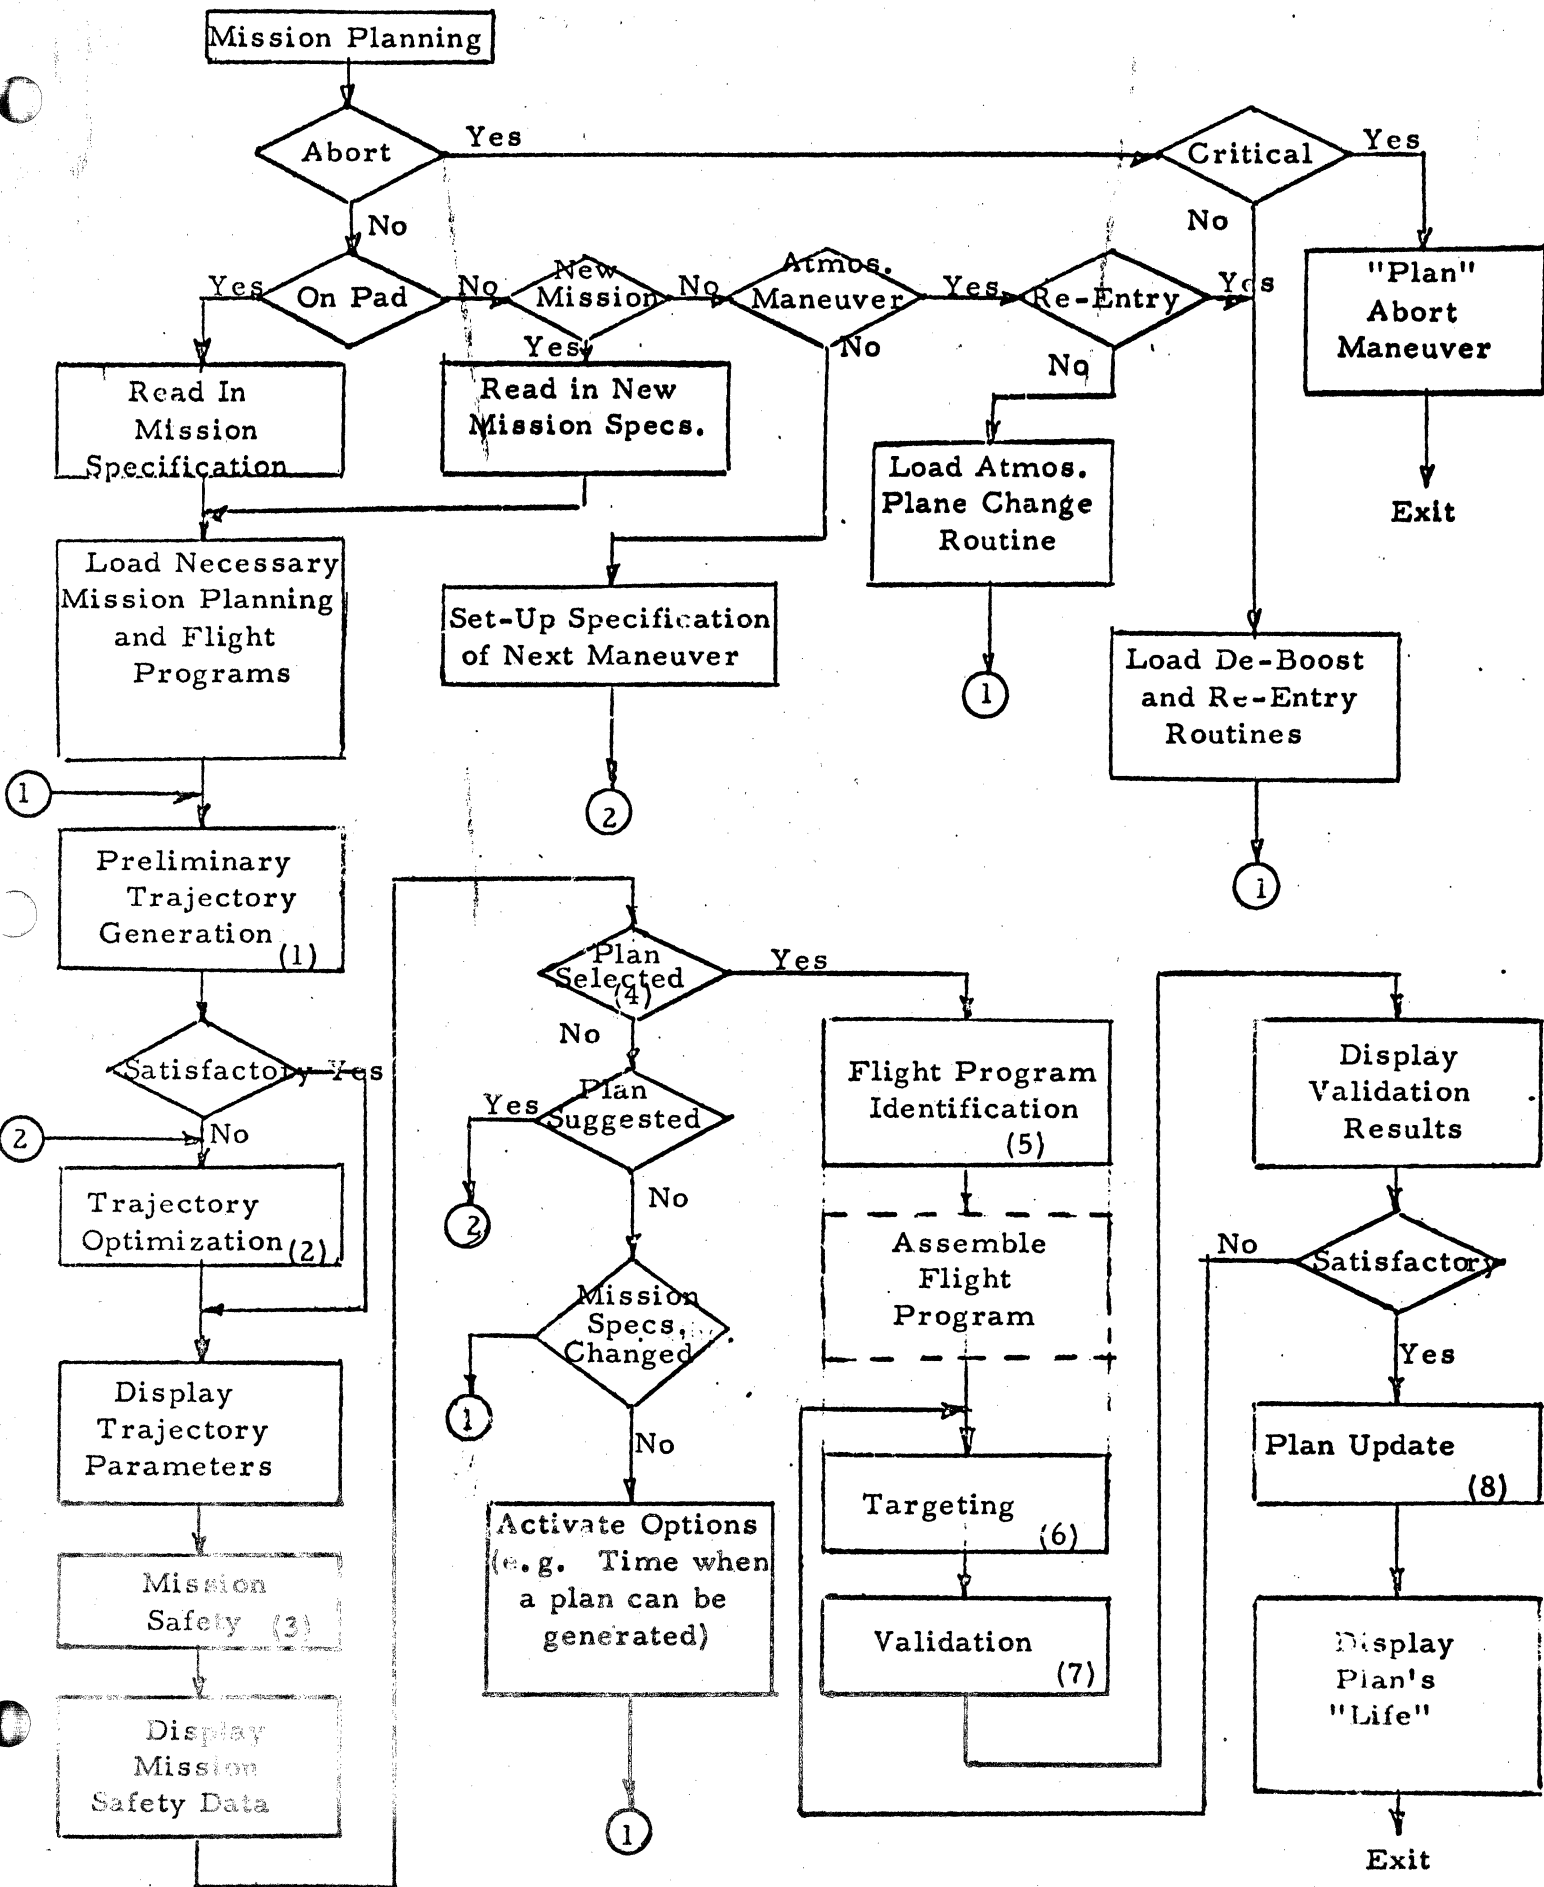 Mission Planning
Abort
Yes
Critical
Yes
No
No
Yes
On Pad
No
New
Mission
No
Atmos.
Maneuver
Yes
Re-Entry
Yes
"Plan"
Abort
Maneuver
Exit
Yes
No
No
Read In
Mission
Specification
Read in New
Mission Specs.
Load Atmos.
Plane Change
Routine
1
Load Necessary
Mission Planning
and Flight
Programs
Set-Up Specification
of Next Maneuver
2
Load De-Boost
and Re-Entry
Routines
1
1
Preliminary
Trajectory
Generation
(1)
Satisfactory
Yes
2
No
Trajectory
Optimization (2)
Display
Trajectory
Parameters
Mission
Safety (3)
Display
Mission
Safety Data
Plan
Selected
(4)
Yes
No
Plan
Suggested
Yes
2
No
Mission
Specs.
Changed
1
No
Activate Options
(e.g. Time when
a plan can be
generated)
1
Flight Program
Identification
(5)
Assemble
Flight
Program
Targeting
(6)
Validation
(7)
Display
Validation
Results
No
Satisfactory
Yes
Plan Update
(8)
Display
Plan's
"Life"
Exit